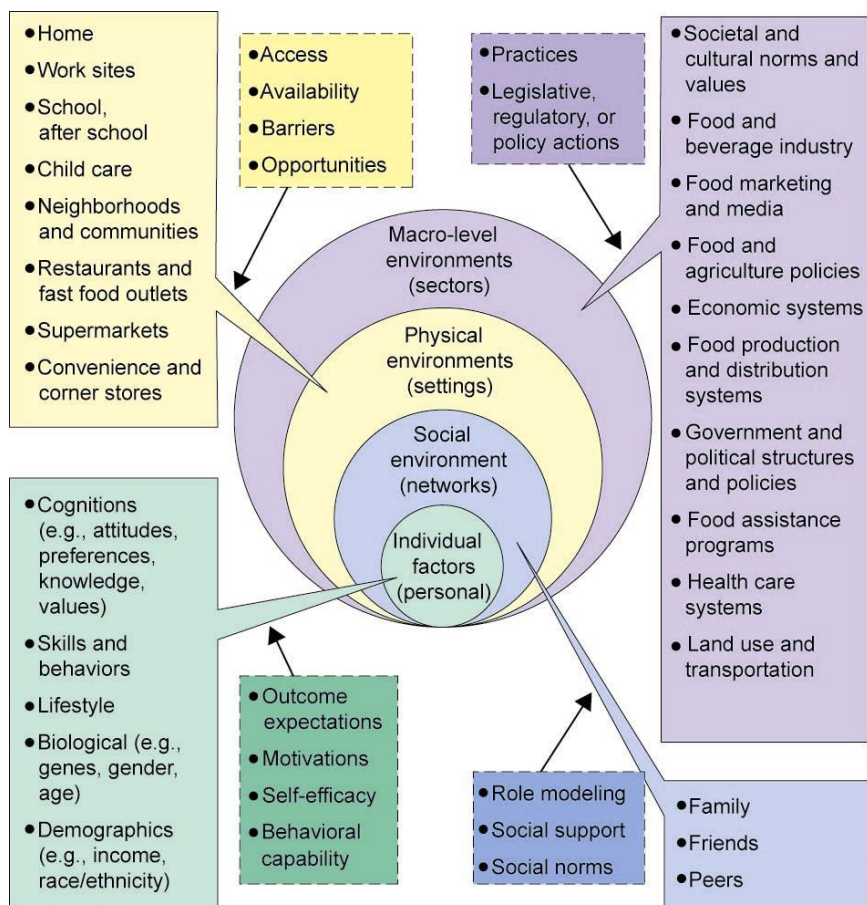 ● Home
● Work sites
● School,
after school
● Child care
● Neighborhoods
and communities
● Restaurants and
fast food outlets
● Supermarkets
● Convenience and
corner stores
● Access
● Availability
● Barriers
● Opportunities
● Practices
● Legislative,
regulatory, or
policy actions
● Societal and
cultural norms and
values
● Food and
beverage industry
● Food marketing
and media
● Food and
agriculture policies
● Economic systems
● Food production
and distribution
systems
● Government and
political structures
and policies
● Food assistance
programs
● Health care
systems
● Land use and
transportation
Macro-level
environments
(sectors)
Physical
environments
(settings)
Social
environment
(networks)
Individual
factors
(personal)
● Cognitions
(e.g., attitudes,
preferences,
knowledge,
values)
● Skills and
behaviors
● Lifestyle
● Biological (e.g.,
genes, gender,
age)
● Demographics
(e.g., income,
race/ethnicity)
● Outcome
expectations
● Motivations
● Self-efficacy
● Behavioral
capability
● Role modeling
● Social support
● Social norms
● Family
● Friends
● Peers